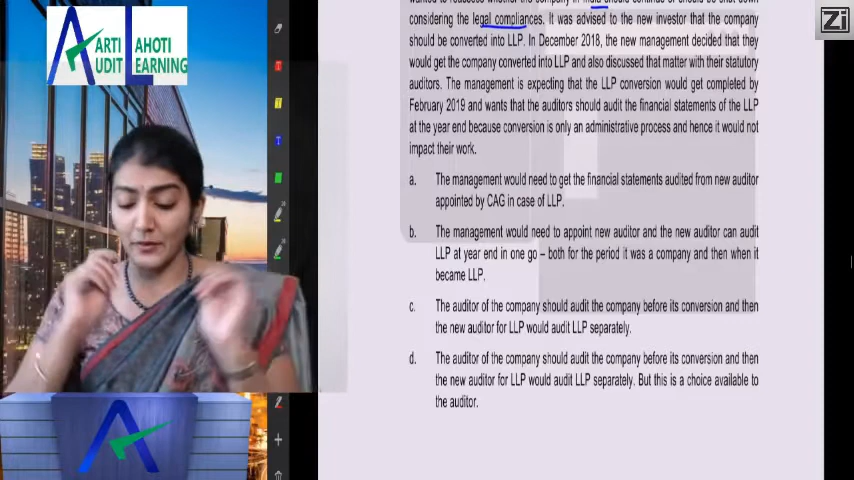 Zi
ARTI LAHOTI
AUDIT LEARNING
considering the legal compliances. It was advised to the new investor that the company
should be converted into LLP. In December 2018, the new management decided that they
would get the company converted into LLP and also discussed that matter with their statutory
auditors. The management is expecting that the LLP conversion would get completed by
February 2019 and wants that the auditors should audit the financial statements of the LLP
at the year end because conversion is only an administrative process and hence it would not
impact their work.
a. The management would need to get the financial statements audited from new auditor
appointed by CAG in case of LLP.
b. The management would need to appoint new auditor and the new auditor can audit
LLP at year end in one go – both for the period it was a company and then when it
became LLP.
c. The auditor of the company should audit the company before its conversion and then
the new auditor for LLP would audit LLP separately.
d. The auditor of the company should audit the company before its conversion and then
the new auditor for LLP would audit LLP separately. But this is a choice available to
the auditor.